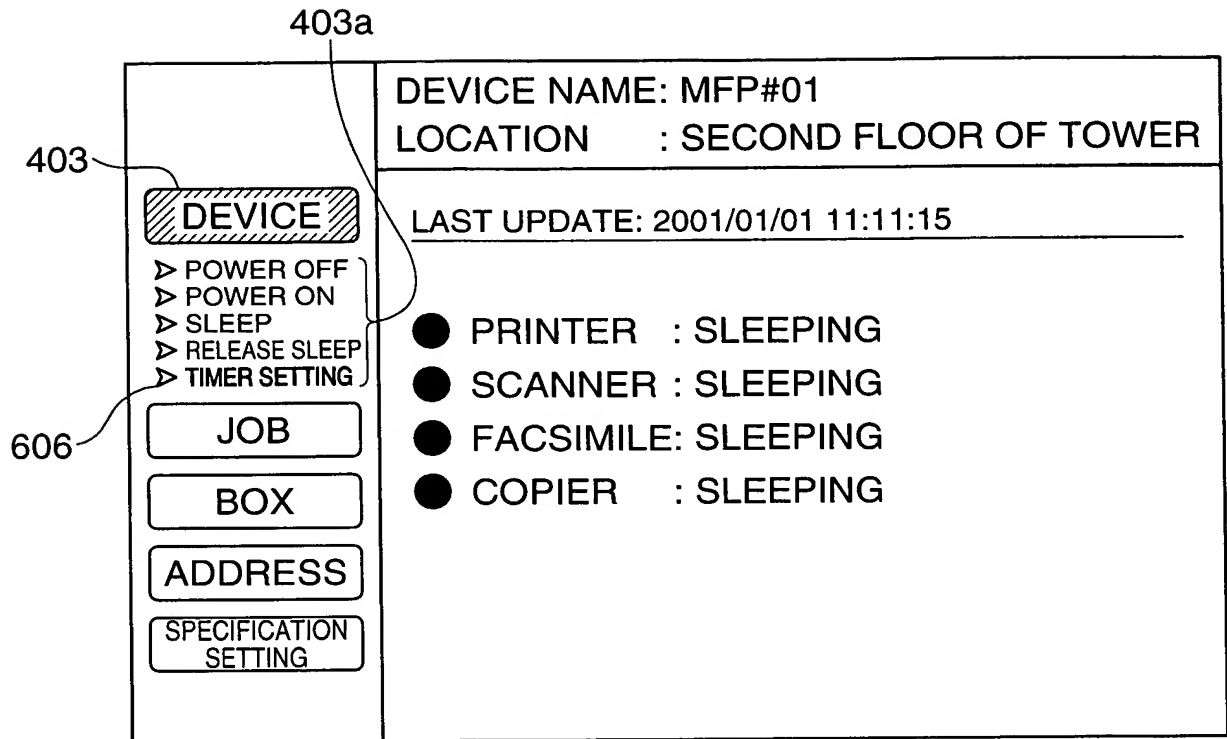 403a
DEVICE NAME: MFP#01
LOCATION : SECOND FLOOR OF TOWER
403
DEVICE
LAST UPDATE: 2001/01/01 11:11:15
POWER OFF
POWER ON
SLEEP
RELEASE SLEEP
TIMER SETTING
606
JOB
BOX
ADDRESS
SPECIFICATION
SETTING
PRINTER : SLEEPING
SCANNER : SLEEPING
FACSIMILE: SLEEPING
COPIER : SLEEPING